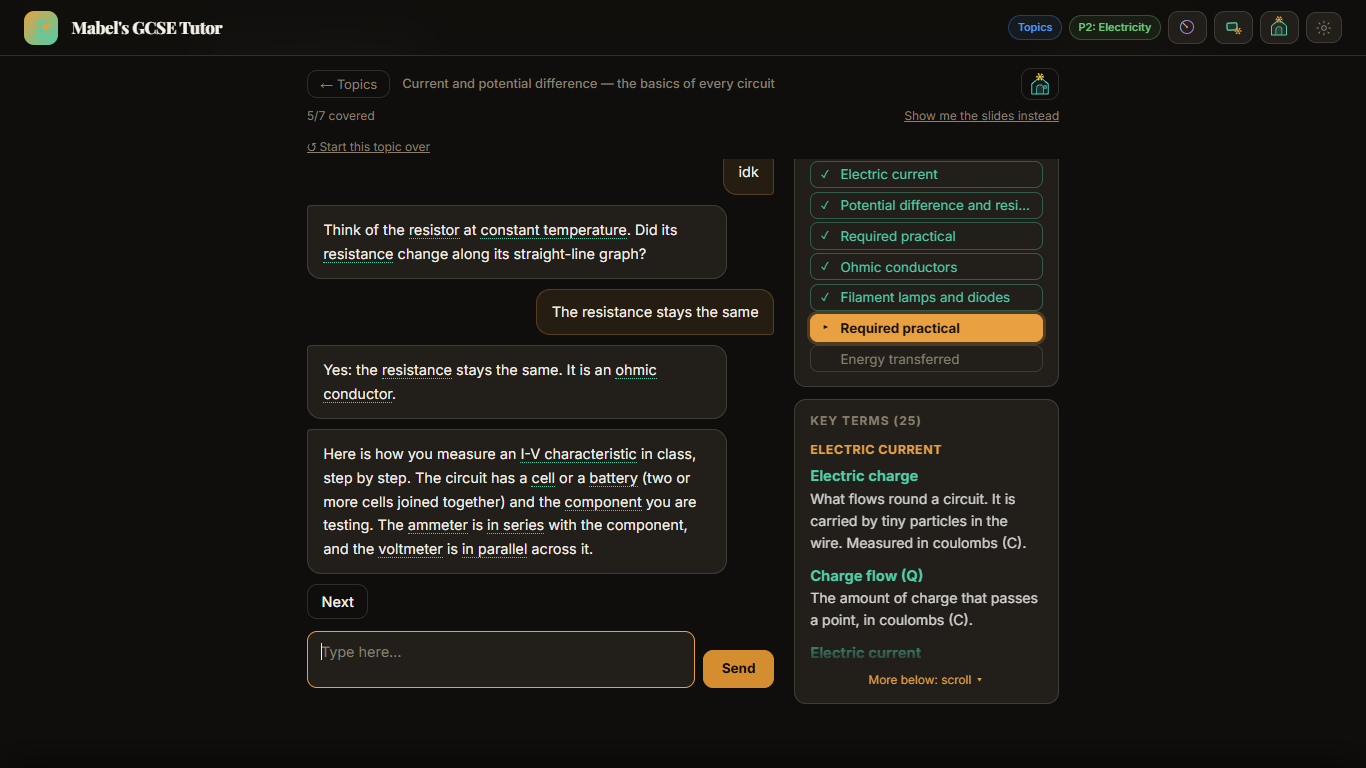 Mabel's GCSE Tutor
Topics
P2: Electricity
← Topics
Current and potential difference — the basics of every circuit
5/7 covered
Show me the slides instead
↺ Start this topic over
idk
Think of the resistor at constant temperature. Did its
resistance change along its straight-line graph?
The resistance stays the same
Yes: the resistance stays the same. It is an ohmic
conductor.
Here is how you measure an I-V characteristic in class,
step by step. The circuit has a cell or a battery (two or
more cells joined together) and the component you are
testing. The ammeter is in series with the component,
and the voltmeter is in parallel across it.
Next
Type here...
Send
✓ Electric current
✓ Potential difference and resi...
✓ Required practical
✓ Ohmic conductors
✓ Filament lamps and diodes
▸ Required practical
Energy transferred
KEY TERMS (25)
ELECTRIC CURRENT
Electric charge
What flows round a circuit. It is
carried by tiny particles in the
wire. Measured in coulombs (C).
Charge flow (Q)
The amount of charge that passes
a point, in coulombs (C).
Electric current
More below: scroll ▾